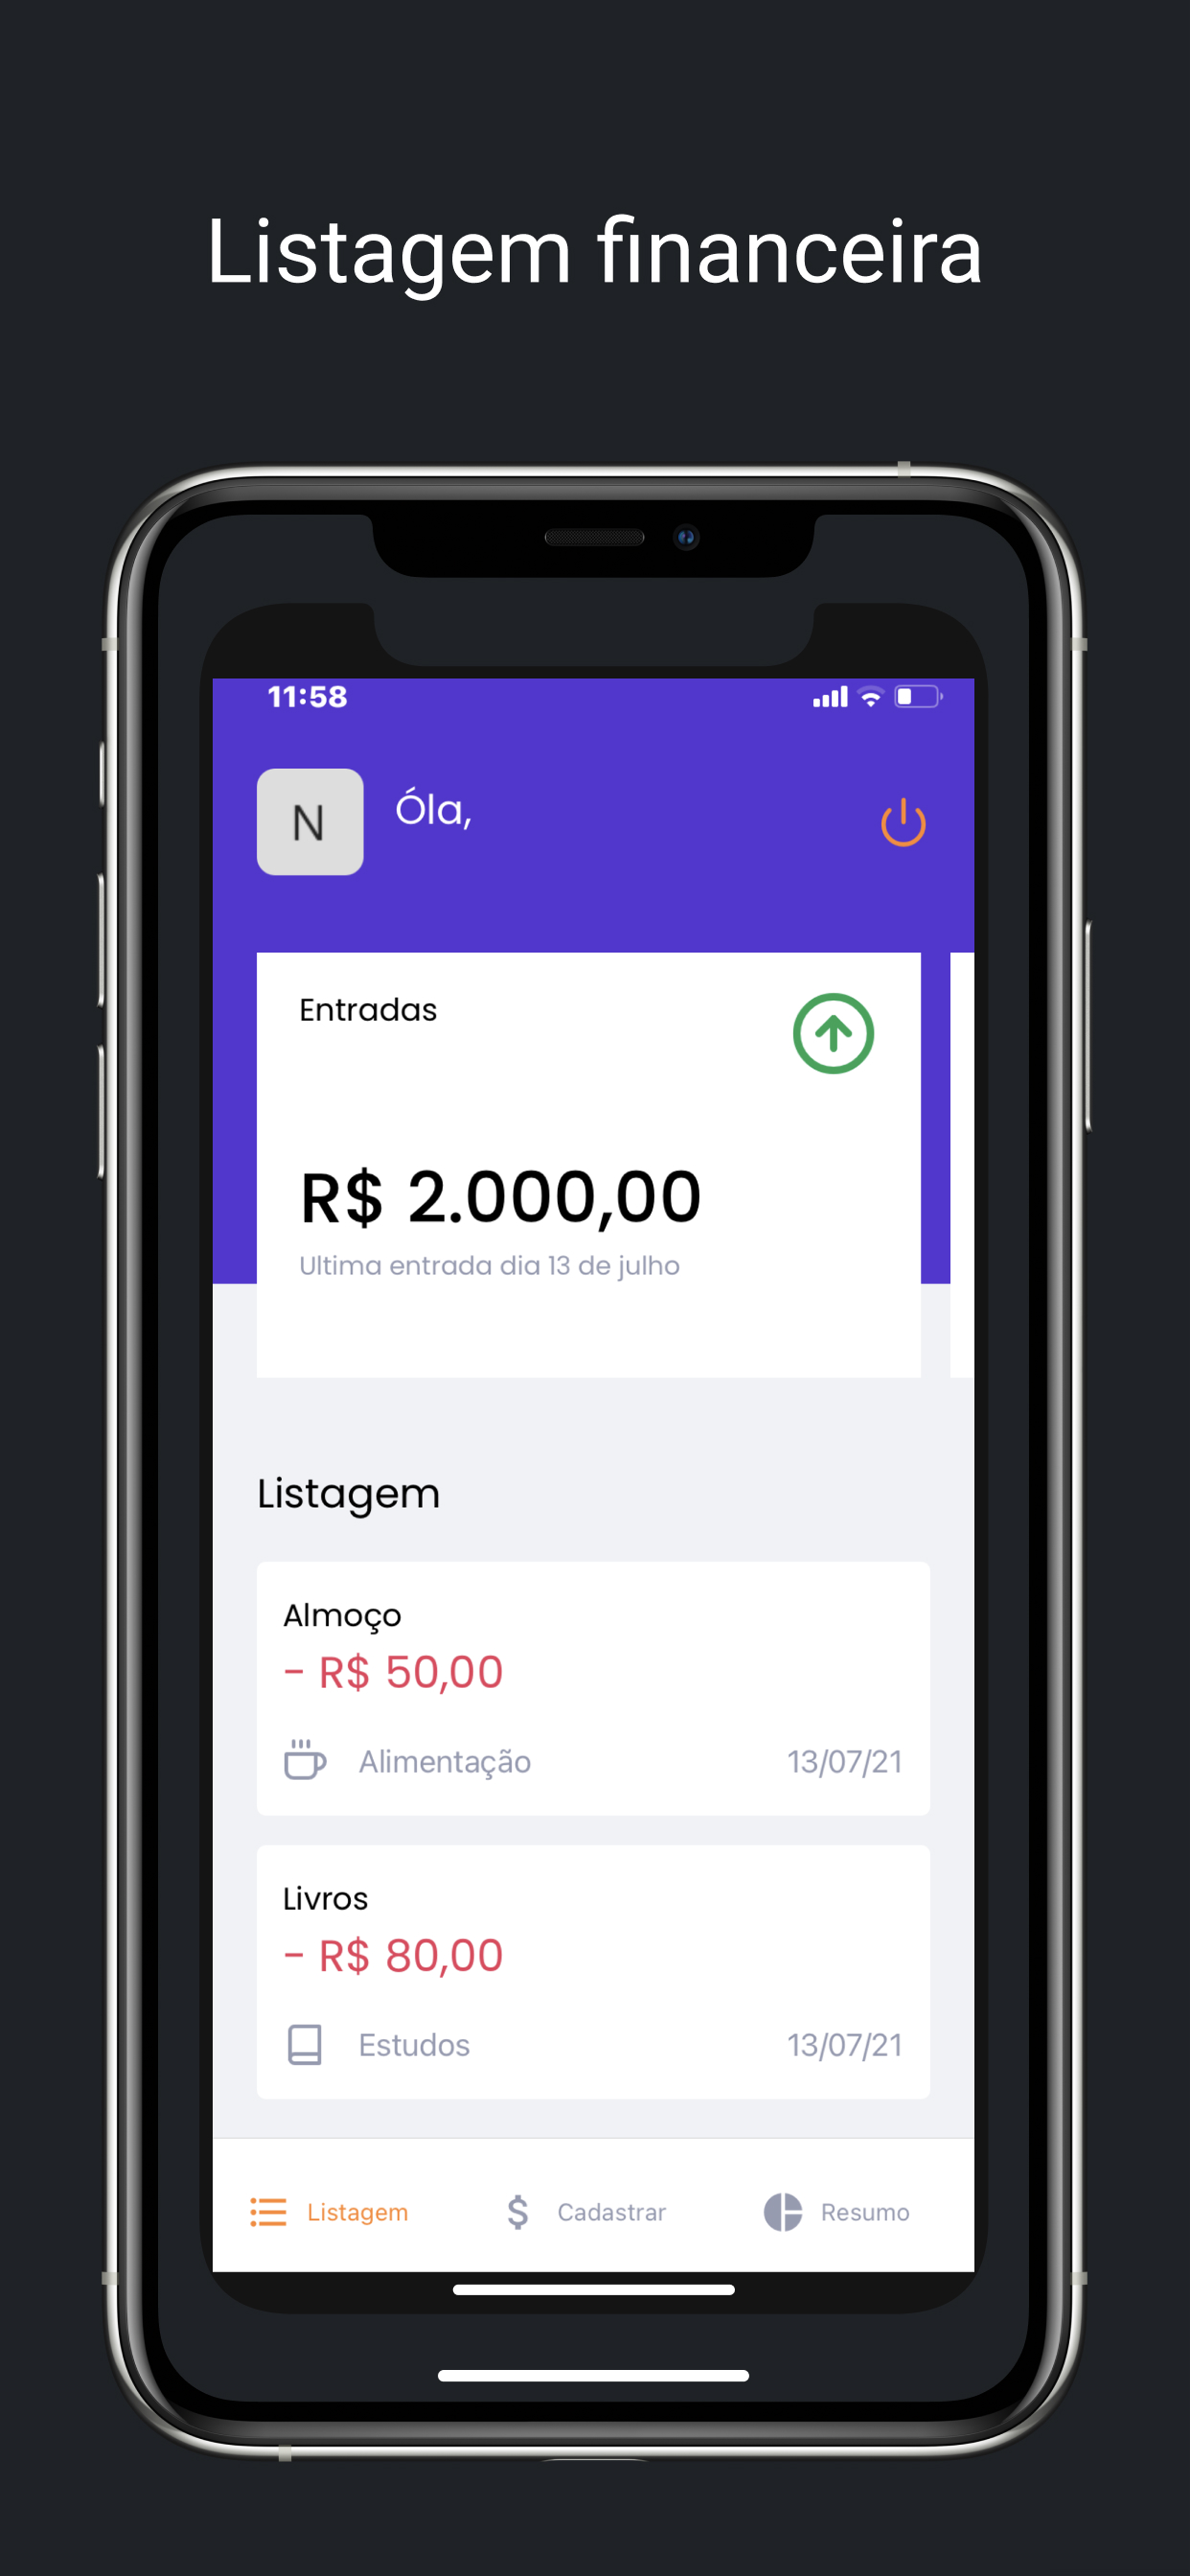 Listagem financeira
11:58
N
Óla,
Entradas
R$ 2.000,00
Ultima entrada dia 13 de julho
Listagem
Almoço
- R$ 50,00
Alimentação 13/07/21
Livros
- R$ 80,00
Estudos 13/07/21
Listagem $ Cadastrar Resumo